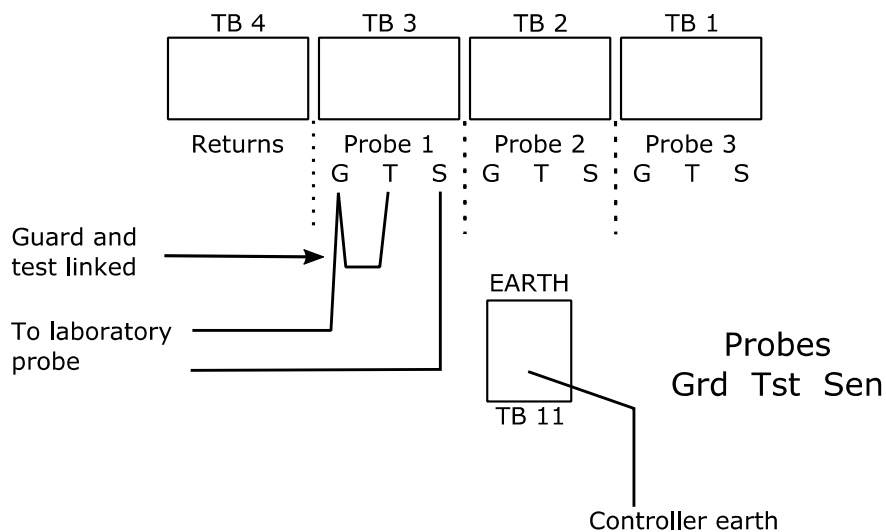 TB 4 TB 3 TB 2 TB 1
Returns Probe 1 Probe 2 Probe 3
G T S G T S G T S
Guard and
test linked
To laboratory
probe
EARTH
TB 11
Probes
Grd Tst Sen
Controller earth